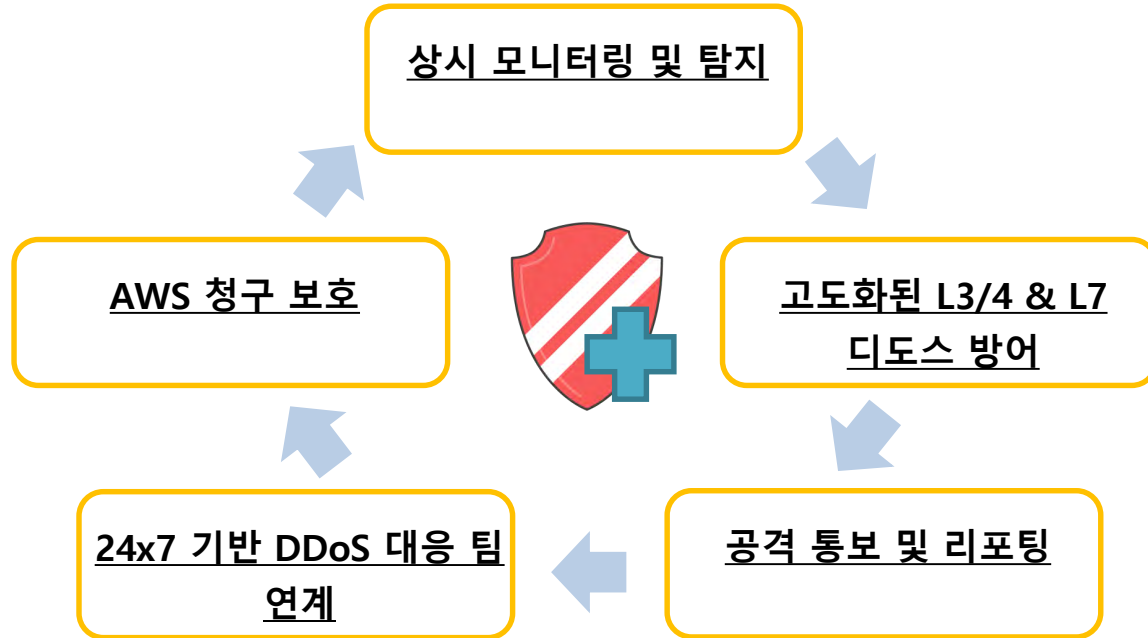 상시 모니터링 및 탐지
AWS 청구 보호
고도화된 L3/4 & L7
디도스 방어
24x7 기반 DDoS 대응 팀
연계
공격 통보 및 리포팅